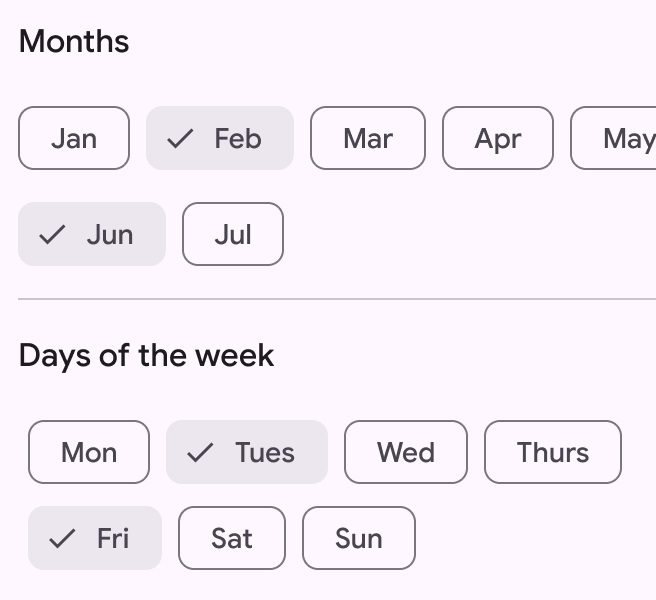 Months
Jan Feb Mar Apr May
Jun Jul
Days of the week
Mon Tues Wed Thurs
Fri Sat Sun